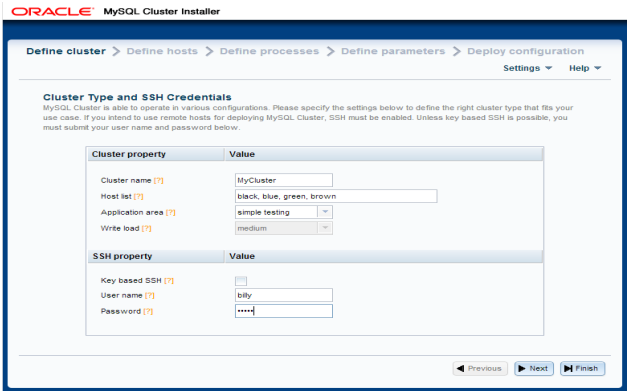 ORACLE MySQL Cluster Installer
Define cluster > Define hosts > Define processes > Define parameters > Deploy configuration
Settings Help
Cluster Type and SSH Credentials
MySQL Cluster is able to operate in various configurations. Please specify the settings below to define the right cluster type that fits your
use case. If you intend to use remote hosts for deploying MySQL Cluster, SSH must be enabled. Unless key based SSH is possible, you
must submit your user name and password below.
Cluster property Value
Cluster name [?] MyCluster
Host list [?] black, blue, green, brown
Application area [?] simple testing
Write load [?] medium
SSH property Value
Key based SSH [?]
User name [?] billy
Password [?] •••••
Previous Next Finish